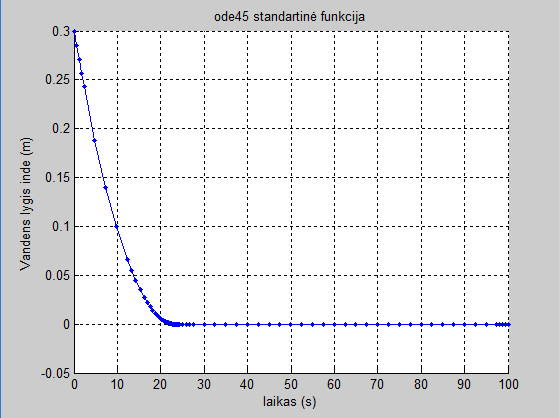 ode45 standartinė funkcija
0.3
0.25
0.2
0.15
0.1
0.05
0
-0.05
Vandens lygis inde (m)
0 10 20 30 40 50 60 70 80 90 100
laikas (s)